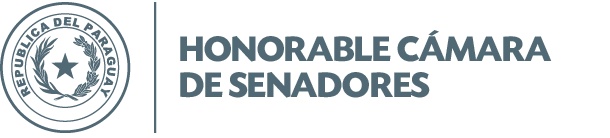 REPUBLICA DEL PARAGUAY
HONORABLE CÁMARA
DE SENADORES